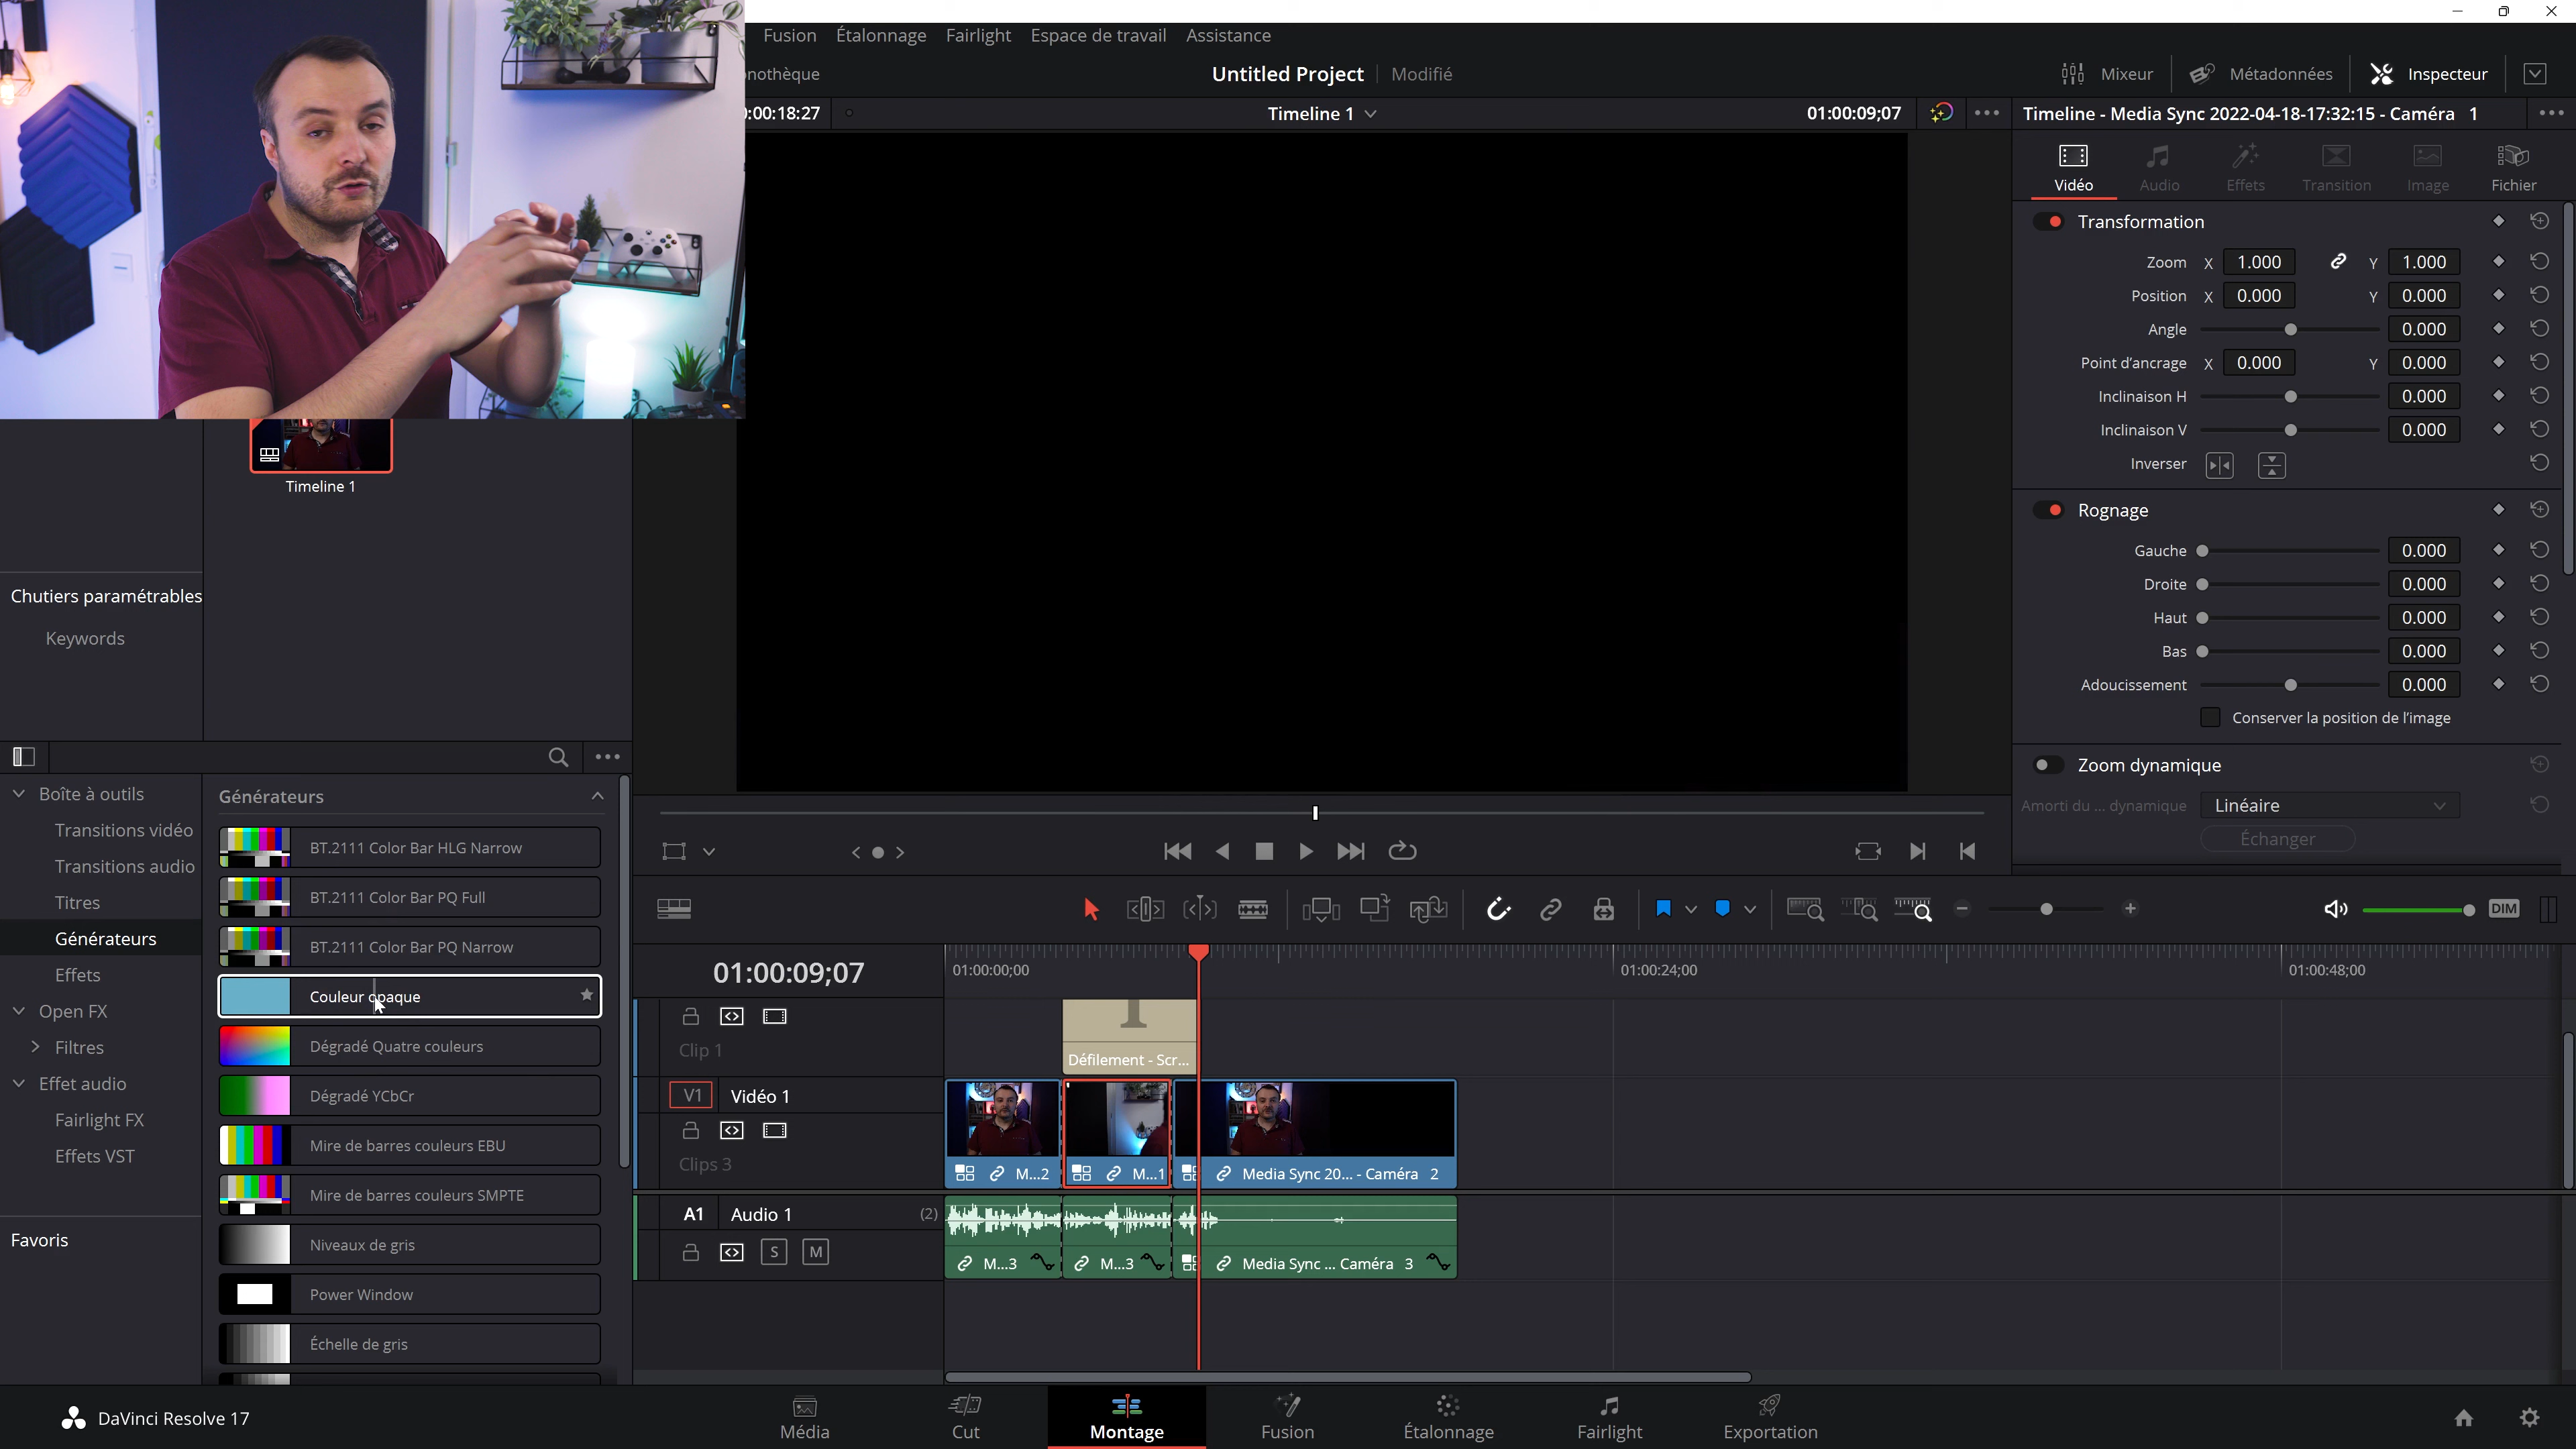 Fusion Étalonnage Fairlight Espace de travail Assistance
nothèque
Untitled Project Modifié
Mixeur Métadonnées Inspecteur
:00:18:27
Timeline 1
01:00:09;07
Timeline - Media Sync 2022-04-18-17:32:15 - Caméra 1
Vidéo Audio Effets Transition Image Fichier
Transformation
Zoom X 1.000 Y 1.000
Position X 0.000 Y 0.000
Angle 0.000
Point d'ancrage X 0.000 Y 0.000
Inclinaison H 0.000
Inclinaison V 0.000
Inverser
Rognage
Gauche 0.000
Droite 0.000
Haut 0.000
Bas 0.000
Adoucissement 0.000
Conserver la position de l'image
Zoom dynamique
Amorti du ... dynamique Linéaire
Échanger
Timeline 1
Chutiers paramétrables
Keywords
Boîte à outils
Transitions vidéo
Transitions audio
Titres
Générateurs
Effets
Open FX
Filtres
Effet audio
Fairlight FX
Effets VST
Favoris
Générateurs
BT.2111 Color Bar HLG Narrow
BT.2111 Color Bar PQ Full
BT.2111 Color Bar PQ Narrow
Couleur opaque
Dégradé Quatre couleurs
Dégradé YCbCr
Mire de barres couleurs EBU
Mire de barres couleurs SMPTE
Niveaux de gris
Power Window
Échelle de gris
DIM
01:00:09;07
01:00:00;00 01:00:24;00 01:00:48;00
Clip 1
Défilement - Scr...
V1 Vidéo 1
Clips 3
M...2 M...1 Media Sync 20... - Caméra 2
A1 Audio 1 (2)
S M
M...3 M...3 Media Sync ... Caméra 3
DaVinci Resolve 17
Média Cut Montage Fusion Étalonnage Fairlight Exportation